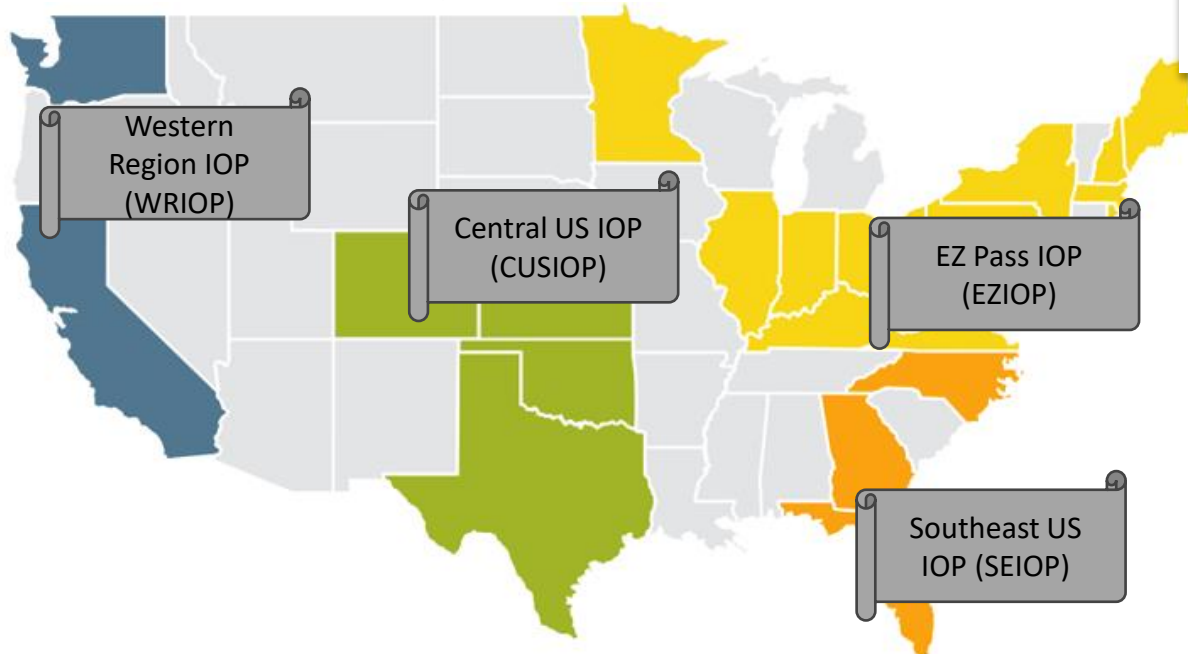 Western
Region IOP
(WRIOP)
Central US IOP
(CUSIOP)
EZ Pass IOP
(EZIOP)
Southeast US
IOP (SEIOP)